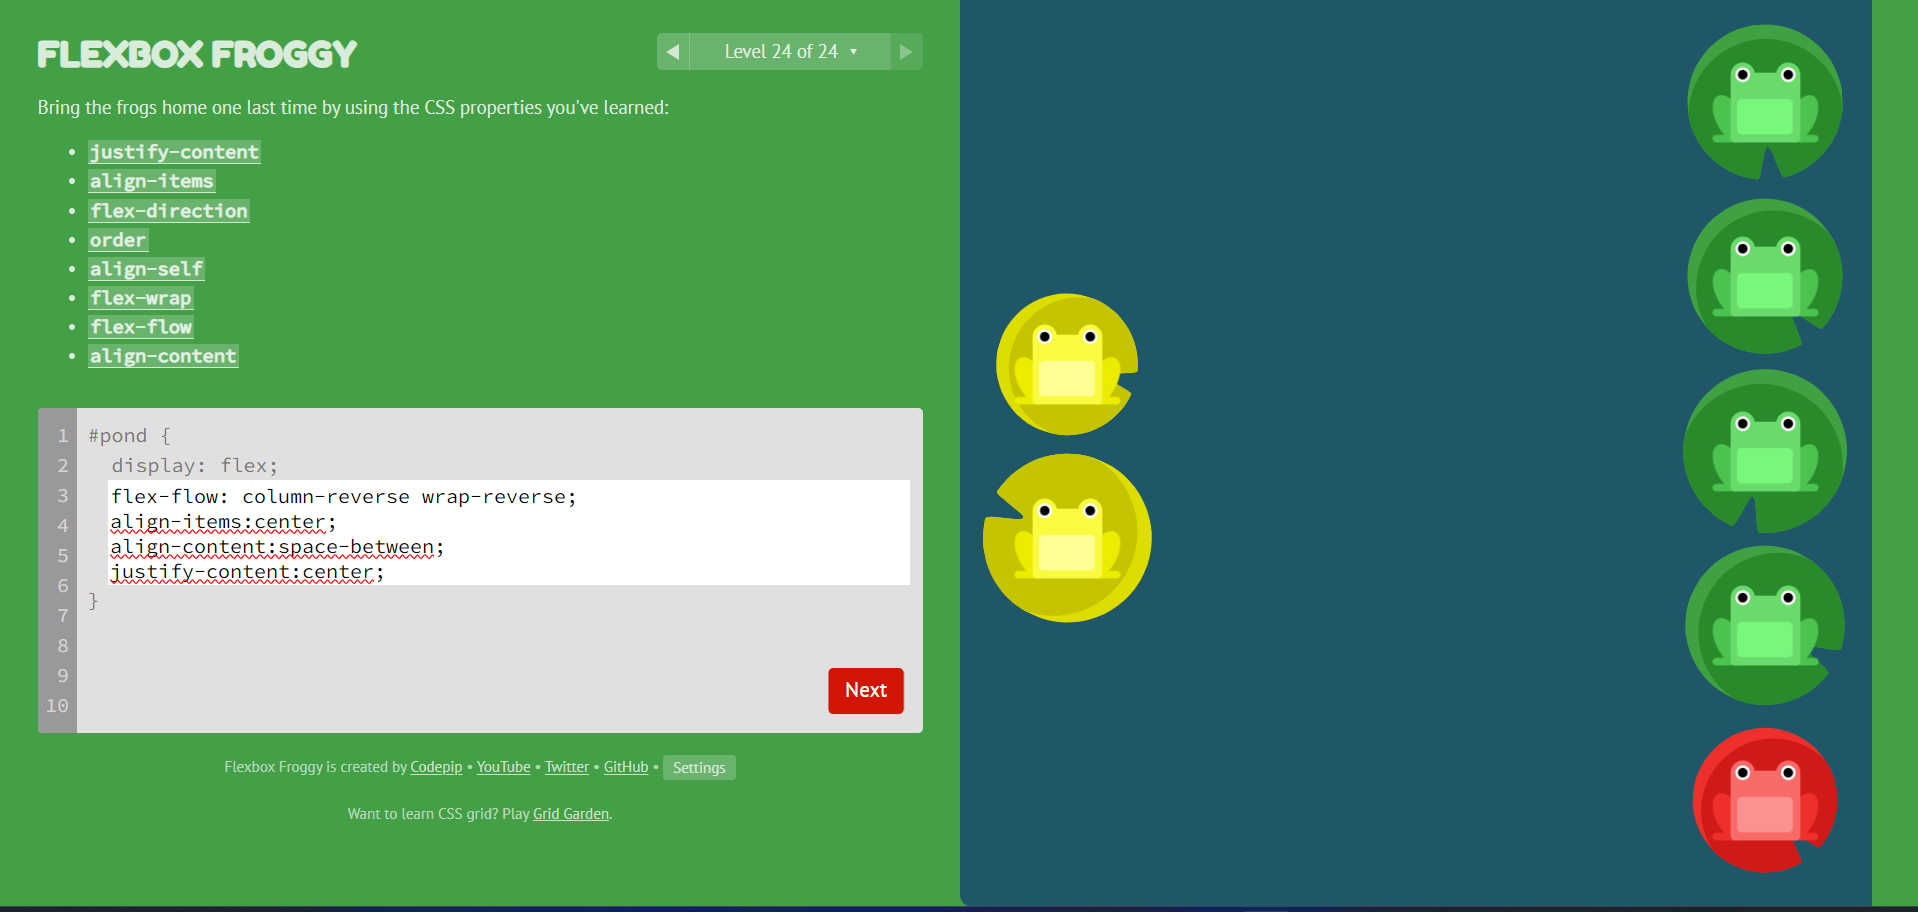 FLEXBOX FROGGY
◀ Level 24 of 24 ▼ ▶
Bring the frogs home one last time by using the CSS properties you've learned:
• justify-content
• align-items
• flex-direction
• order
• align-self
• flex-wrap
• flex-flow
• align-content
1 #pond {
2 display: flex;
3 flex-flow: column-reverse wrap-reverse;
4 align-items:center;
5 align-content:space-between;
6 justify-content:center;
7 }
8
9
10
Next
Flexbox Froggy is created by Codepip • YouTube • Twitter • GitHub • Settings
Want to learn CSS grid? Play Grid Garden.